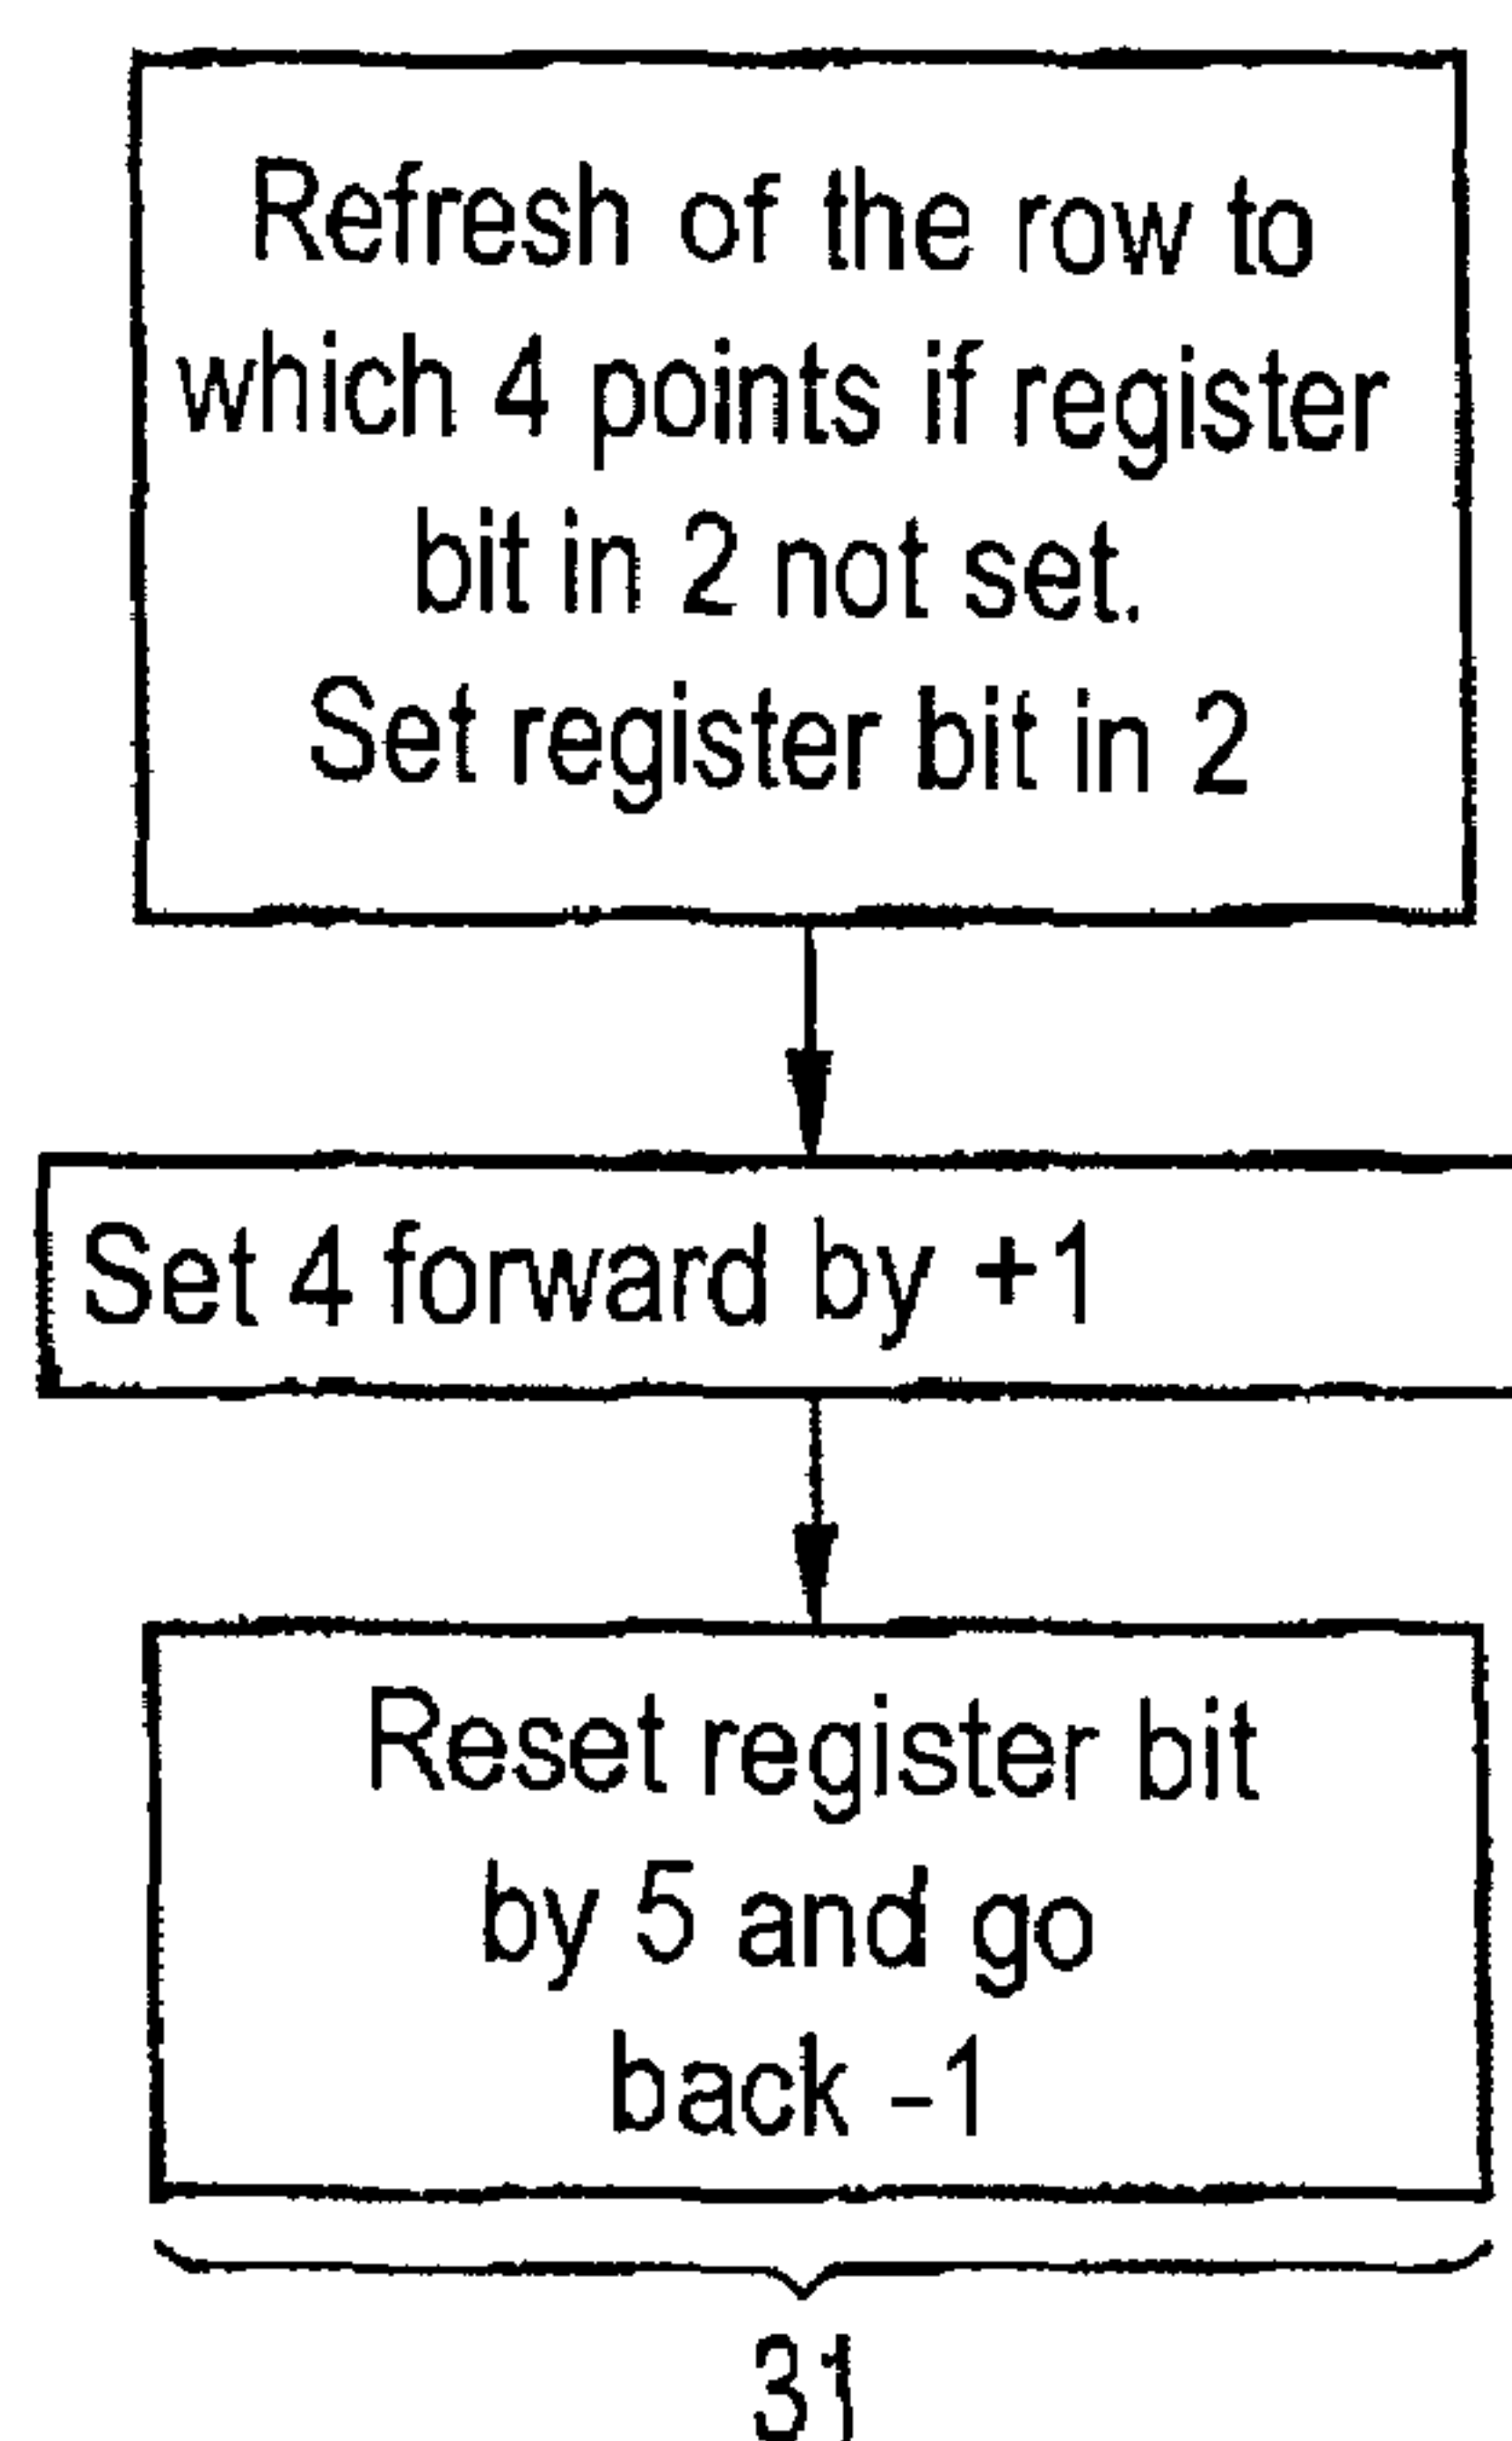 Refresh of the row to
which 4 points if register
bit in 2 not set.
Set register bit in 2
Set 4 forward by +1
Reset register bit
by 5 and go
back -1
31